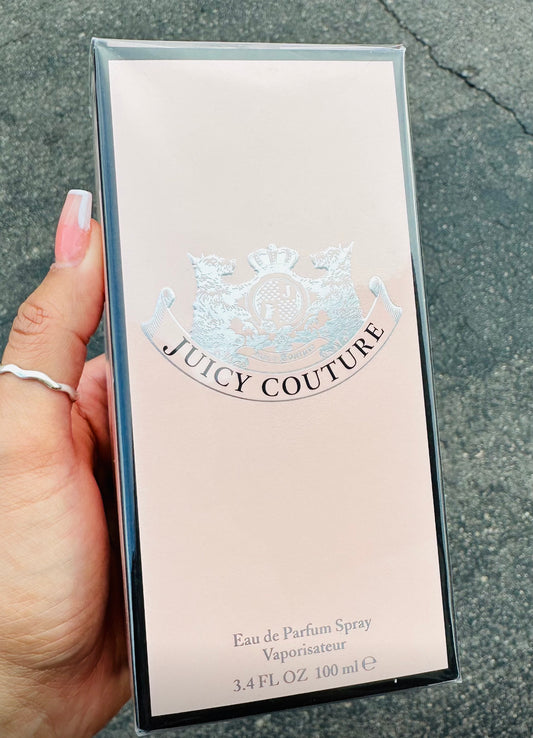 JUICY COUTURE
Eau de Parfum Spray
Vaporisateur
3.4 FL OZ 100 ml ℮